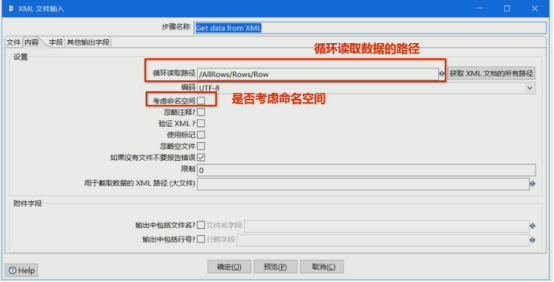 XML 文件输入
步骤名称 Get data from XML
文件 内容 字段 其他输出字段
循环读取数据的路径
设置
循环读取路径 /AllRows/Rows/Row 获取 XML 文档的所有路径
编码 UTF-8
考虑命名空间 是否考虑命名空间
忽略注释?
验证 XML ?
使用标记
忽略空文件
如果没有文件不要报告错误
限制 0
用于截取数据的 XML 路径 (大文件)
附件字段
输出中包括文件名? 文件名字段
输出中包括行号? 行数字段
Help 确定(O) 预览(P) 取消(C)